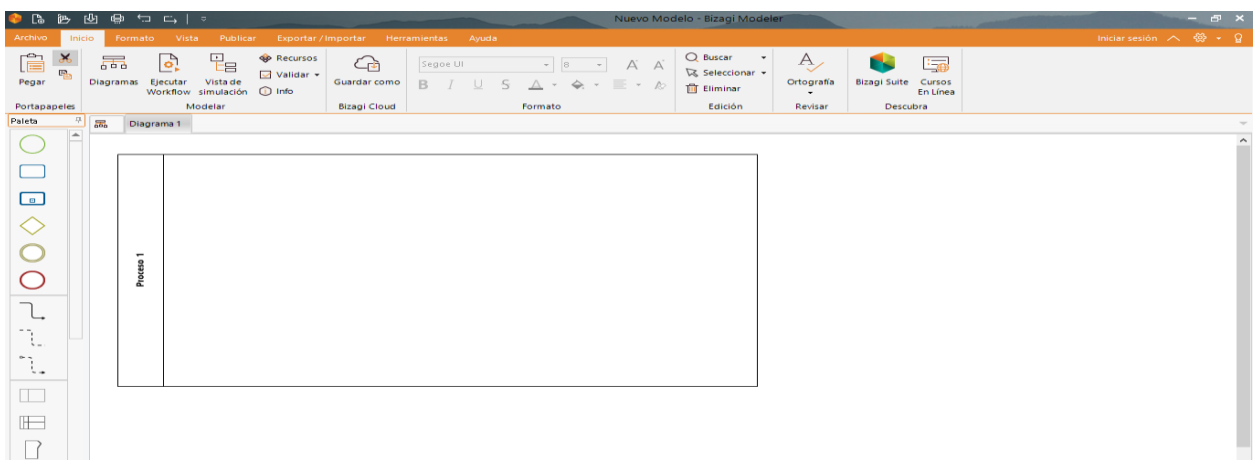 Nuevo Modelo - Bizagi Modeler
Archivo Inicio Formato Vista Publicar Exportar / Importar Herramientas Ayuda Iniciar sesión
Pegar
Portapapeles
Diagramas
Ejecutar Workflow
Vista de simulación
Recursos
Validar
Info
Modelar
Guardar como
Bizagi Cloud
Segoe UI 8 A A
B I U S A
Formato
Buscar
Seleccionar
Eliminar
Edición
A
Ortografía
Revisar
Bizagi Suite
Cursos En Línea
Descubra
Paleta
Diagrama 1
Proceso 1